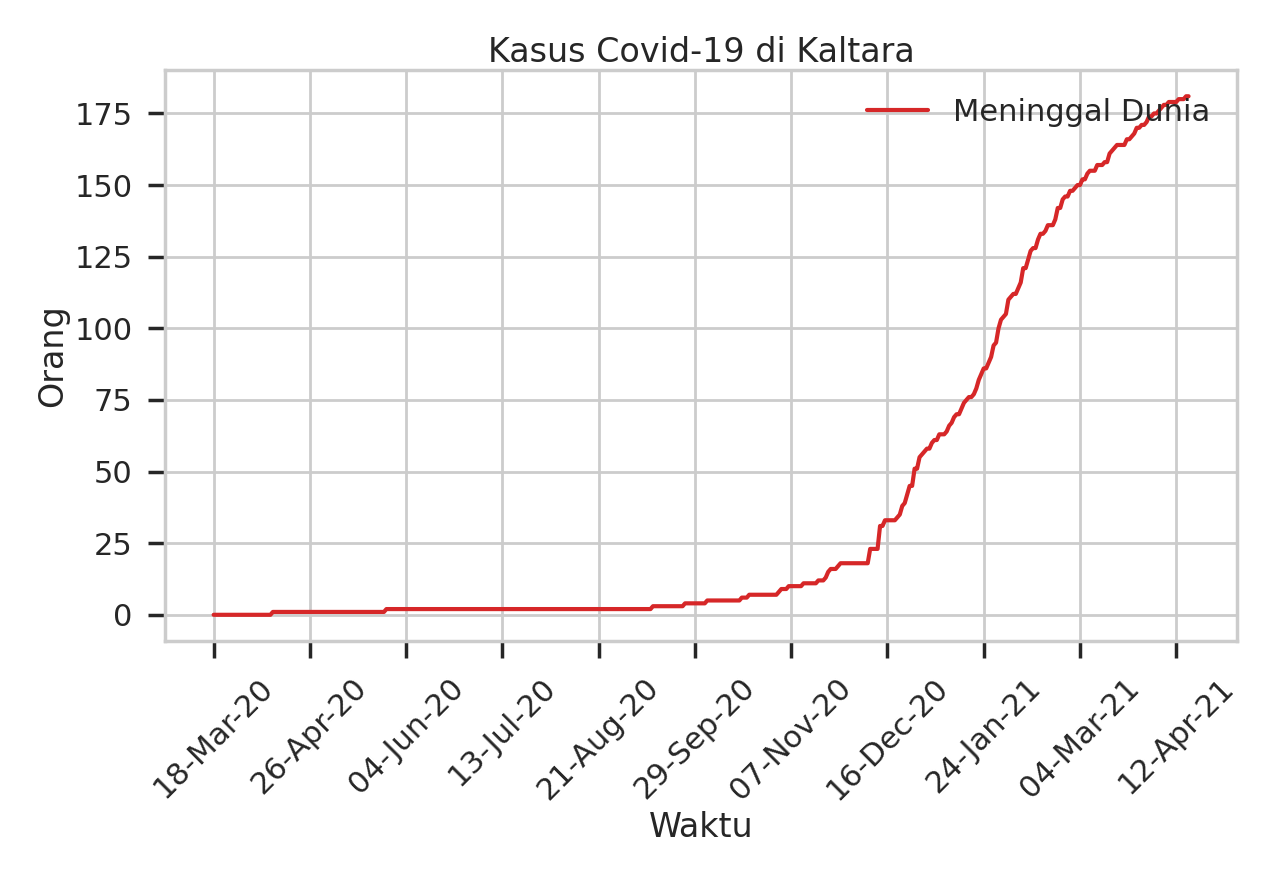 Kasus Covid-19 di Kaltara
Meninggal Dunia
Orang
175
150
125
100
75
50
25
0
18-Mar-20
26-Apr-20
04-Jun-20
13-Jul-20
21-Aug-20
29-Sep-20
07-Nov-20
16-Dec-20
24-Jan-21
04-Mar-21
12-Apr-21
Waktu